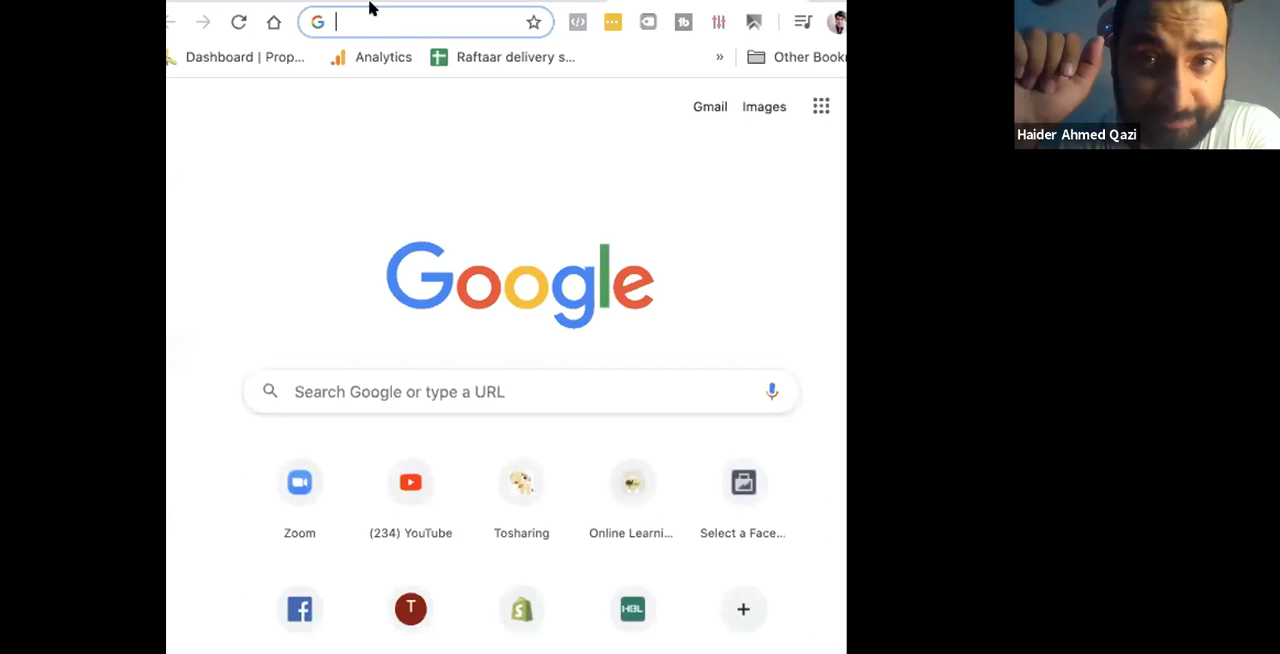 Dashboard | Prop... Analytics Raftaar delivery s... » Other Book
Gmail Images
Haider Ahmed Qazi
Google
Search Google or type a URL
Zoom (234) YouTube Tosharing Online Learni... Select a Face...
T HBL